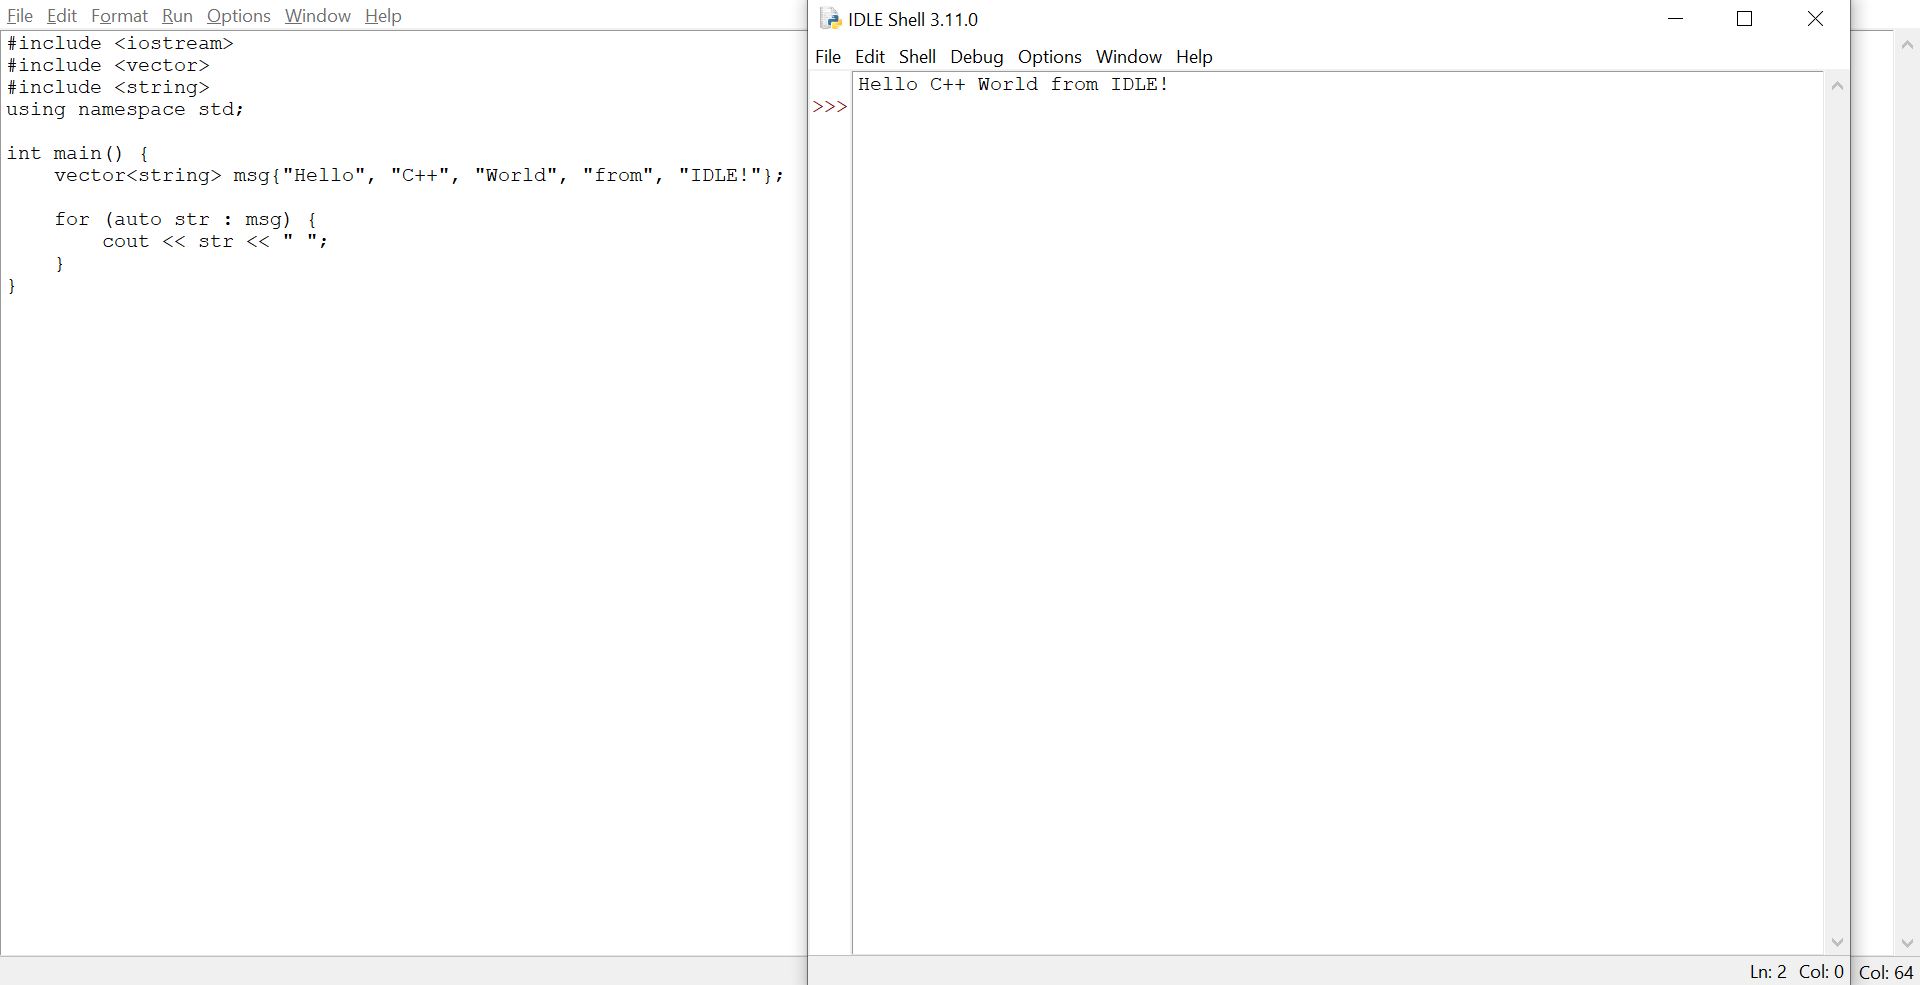 File Edit Format Run Options Window Help
#include <iostream>
#include <vector>
#include <string>
using namespace std;
int main() {
    vector<string> msg{"Hello", "C++", "World", "from", "IDLE!"};
    for (auto str : msg) {
        cout << str << " ";
    }
}
IDLE Shell 3.11.0
File Edit Shell Debug Options Window Help
Hello C++ World from IDLE!
>>>
Ln: 2 Col: 0
Col: 64